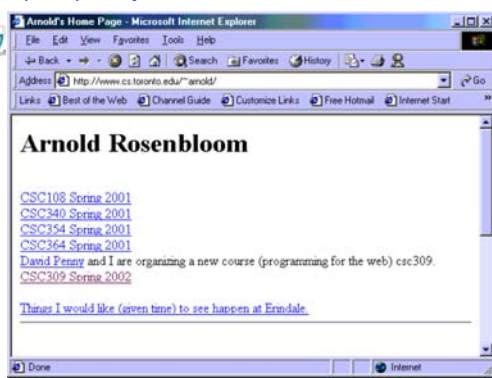 Arnold's Home Page - Microsoft Internet Explorer
File Edit View Favorites Tools Help
Back Search Favorites History
Address http://www.cs.toronto.edu/~arnold/ Go
Links Best of the Web Channel Guide Customize Links Free Hotmail Internet Start »
Arnold Rosenbloom
CSC108 Spring 2001
CSC340 Spring 2001
CSC354 Spring 2001
CSC364 Spring 2001
David Penny and I are organizing a new course (programming for the web) csc309.
CSC309 Spring 2002
Things I would like (given time) to see happen at Erindale.
Done Internet